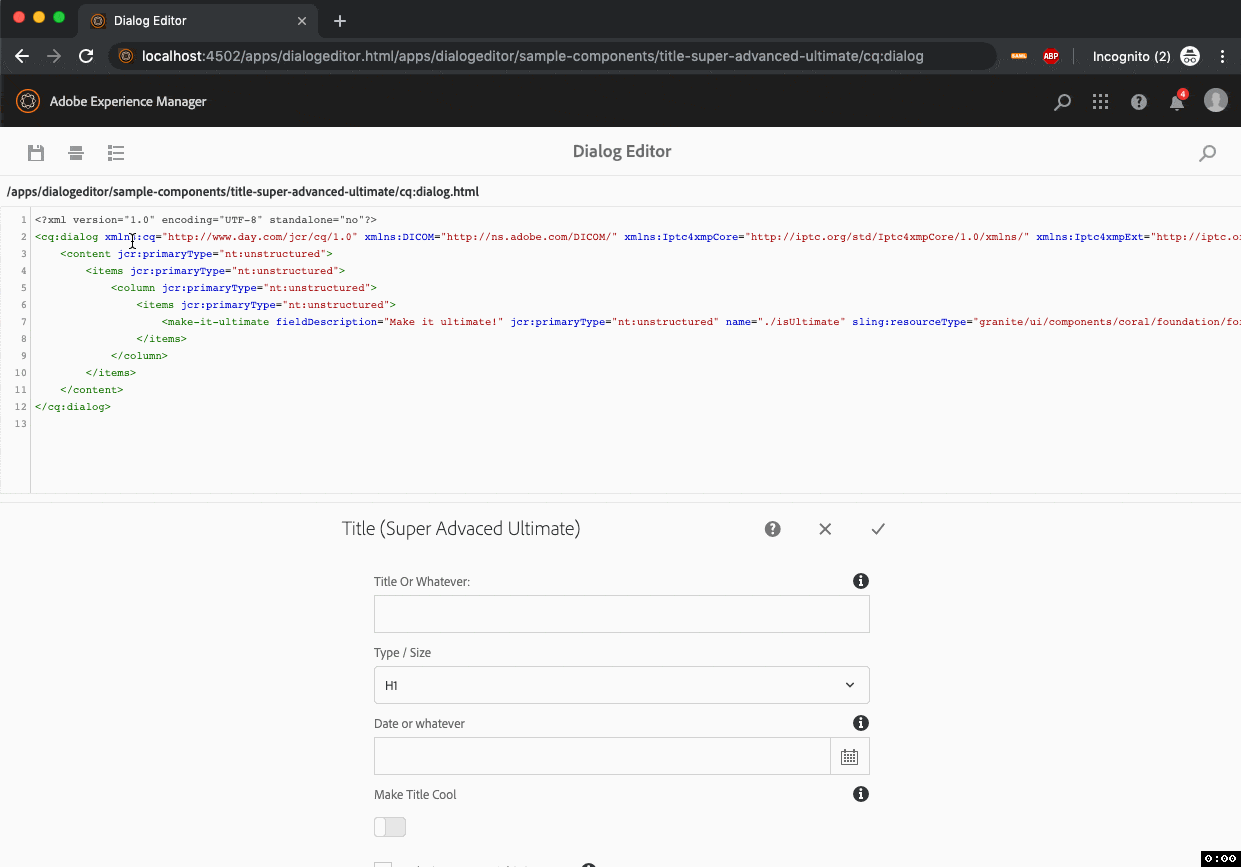 Dialog Editor
localhost:4502/apps/dialogeditor.html/apps/dialogeditor/sample-components/title-super-advanced-ultimate/cq:dialog
ABP
Incognito (2)
Adobe Experience Manager
4
Dialog Editor
/apps/dialogeditor/sample-components/title-super-advanced-ultimate/cq:dialog.html
1 <?xml version="1.0" encoding="UTF-8" standalone="no"?>
2 <cq:dialog xmlns:cq="http://www.day.com/jcr/cq/1.0" xmlns:DICOM="http://ns.adobe.com/DICOM/" xmlns:Iptc4xmpCore="http://iptc.org/std/Iptc4xmpCore/1.0/xmlns/" xmlns:Iptc4xmpExt="http://iptc.o
3 <content jcr:primaryType="nt:unstructured">
4 <items jcr:primaryType="nt:unstructured">
5 <column jcr:primaryType="nt:unstructured">
6 <items jcr:primaryType="nt:unstructured">
7 <make-it-ultimate fieldDescription="Make it ultimate!" jcr:primaryType="nt:unstructured" name="./isUltimate" sling:resourceType="granite/ui/components/coral/foundation/fo
8 </items>
9 </column>
10 </items>
11 </content>
12 </cq:dialog>
13
Title (Super Advaced Ultimate)
Title Or Whatever:
Type / Size
H1
Date or whatever
Make Title Cool
0:00